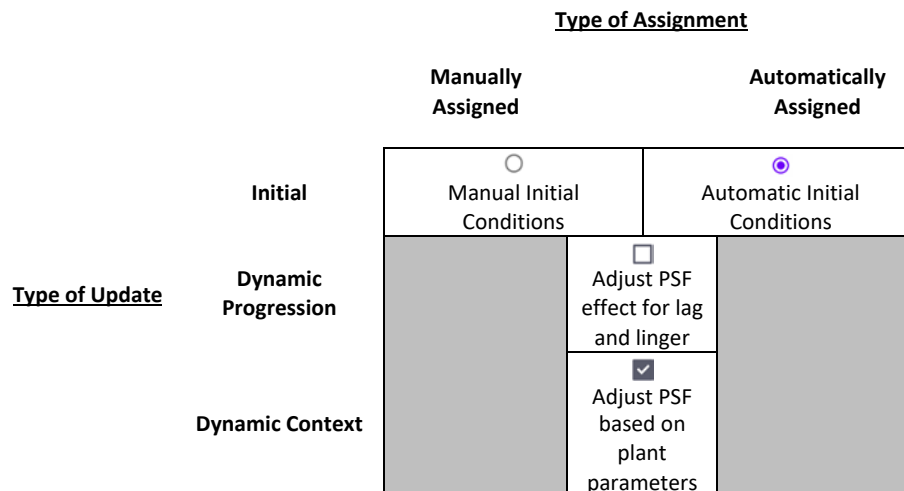 Type of Assignment
Manually
Assigned
Automatically
Assigned
Initial
Manual Initial
Conditions
Automatic Initial
Conditions
Type of Update
Dynamic
Progression
Adjust PSF
effect for lag
and linger
Dynamic Context
Adjust PSF
based on
plant
parameters